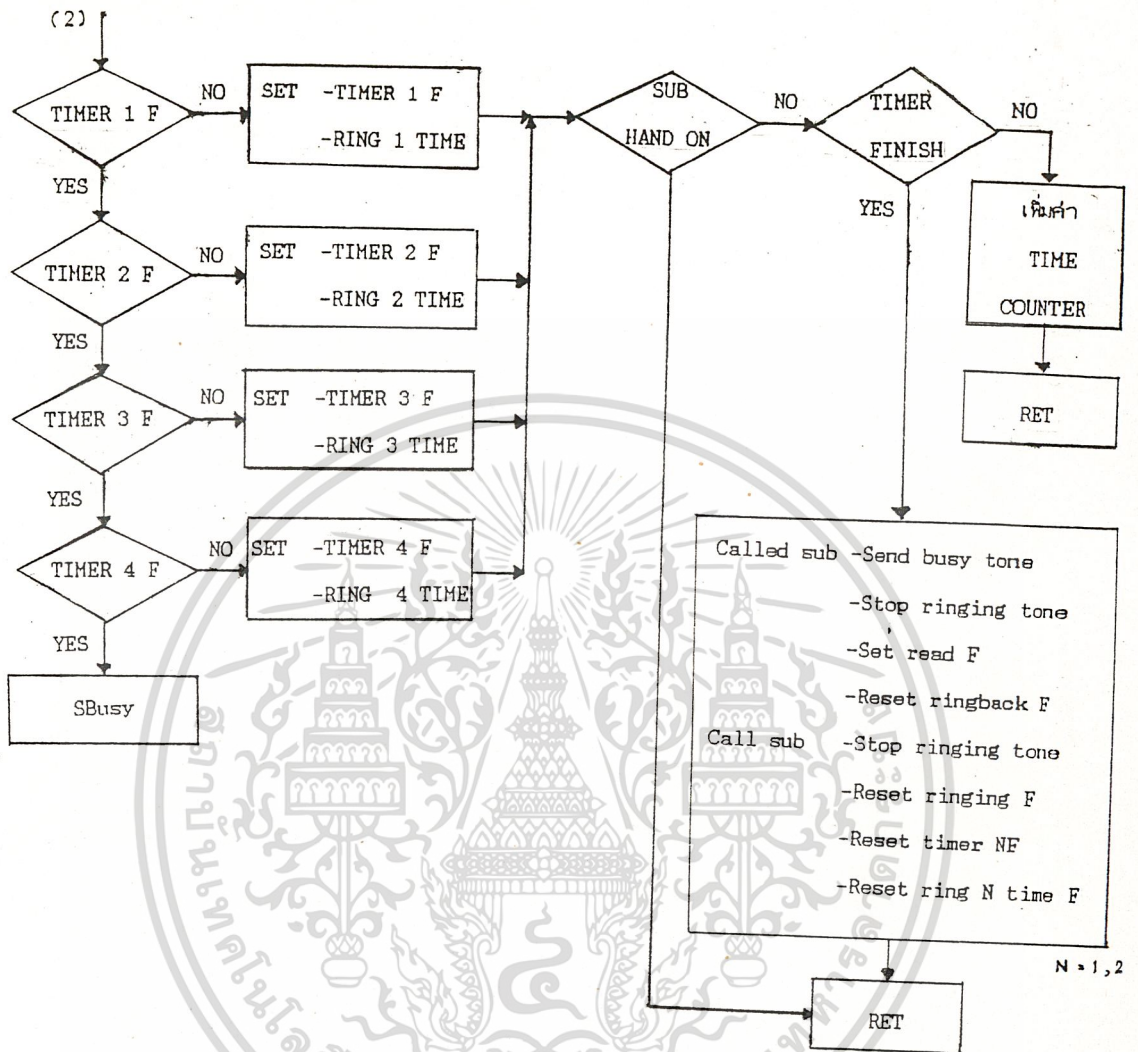 (2)
TIMER 1 F
NO
SET -TIMER 1 F
-RING 1 TIME
YES
TIMER 2 F
NO
SET -TIMER 2 F
-RING 2 TIME
YES
TIMER 3 F
NO
SET -TIMER 3 F
-RING 3 TIME
YES
TIMER 4 F
NO
SET -TIMER 4 F
-RING 4 TIME
YES
SBusy
SUB
HAND ON
NO
TIMER
FINISH
NO
YES
เพิ่มค่า
TIME
COUNTER
RET
Called sub -Send busy tone
-Stop ringing tone
-Set read F
-Reset ringback F
Call sub -Stop ringing tone
-Reset ringing F
-Reset timer NF
-Reset ring N time F
N = 1,2
RET